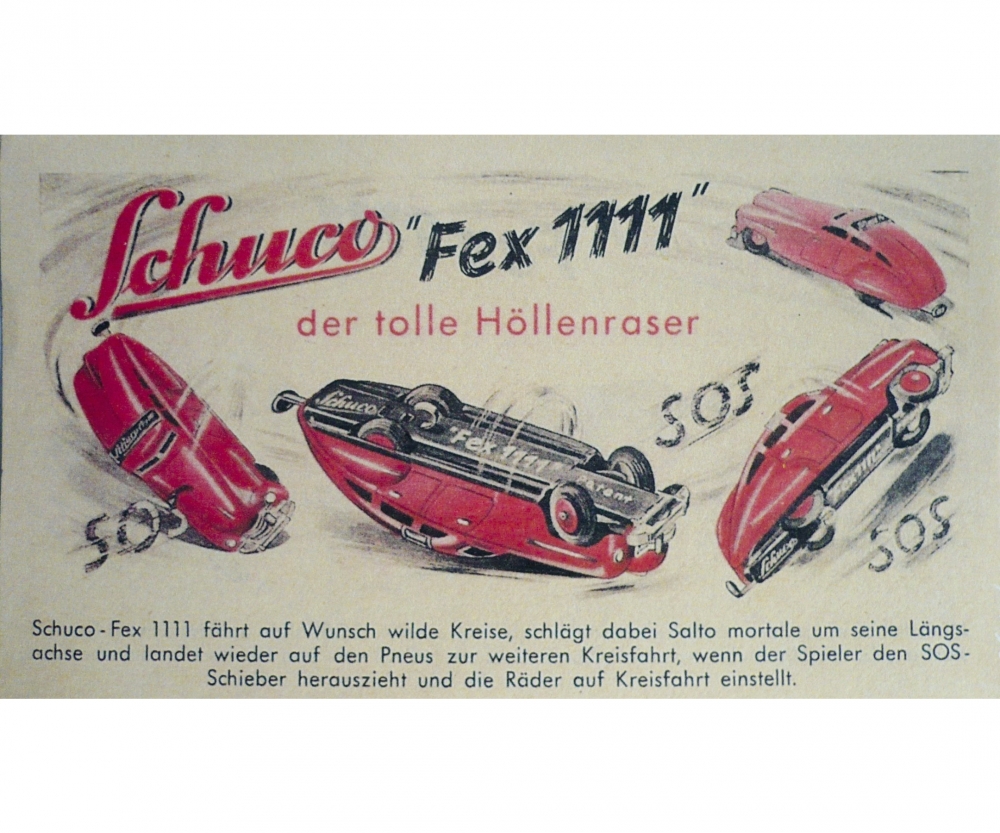 Schuco "Fex 1111"
der tolle Höllenraser
SOS
Schuco
"Fex 1111"
Patent
SOS
Schuco
SOS
Schuco-Fex 1111 fährt auf Wunsch wilde Kreise, schlägt dabei Salto mortale um seine Längs-
achse und landet wieder auf den Pneus zur weiteren Kreisfahrt, wenn der Spieler den SOS-
Schieber herauszieht und die Räder auf Kreisfahrt einstellt.